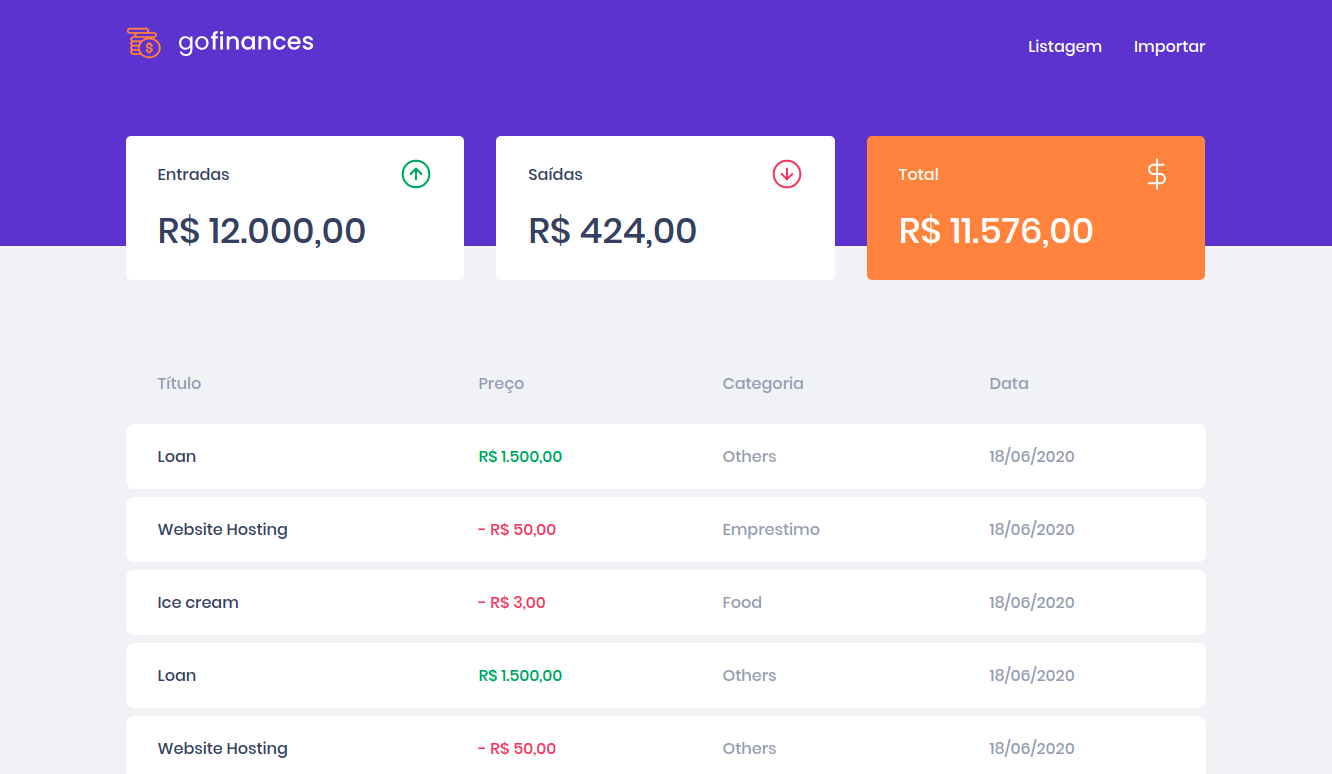 gofinances Listagem Importar
Entradas Saídas Total
R$ 12.000,00 R$ 424,00 R$ 11.576,00
Título Preço Categoria Data
Loan R$ 1.500,00 Others 18/06/2020
Website Hosting - R$ 50,00 Emprestimo 18/06/2020
Ice cream - R$ 3,00 Food 18/06/2020
Loan R$ 1.500,00 Others 18/06/2020
Website Hosting - R$ 50,00 Others 18/06/2020